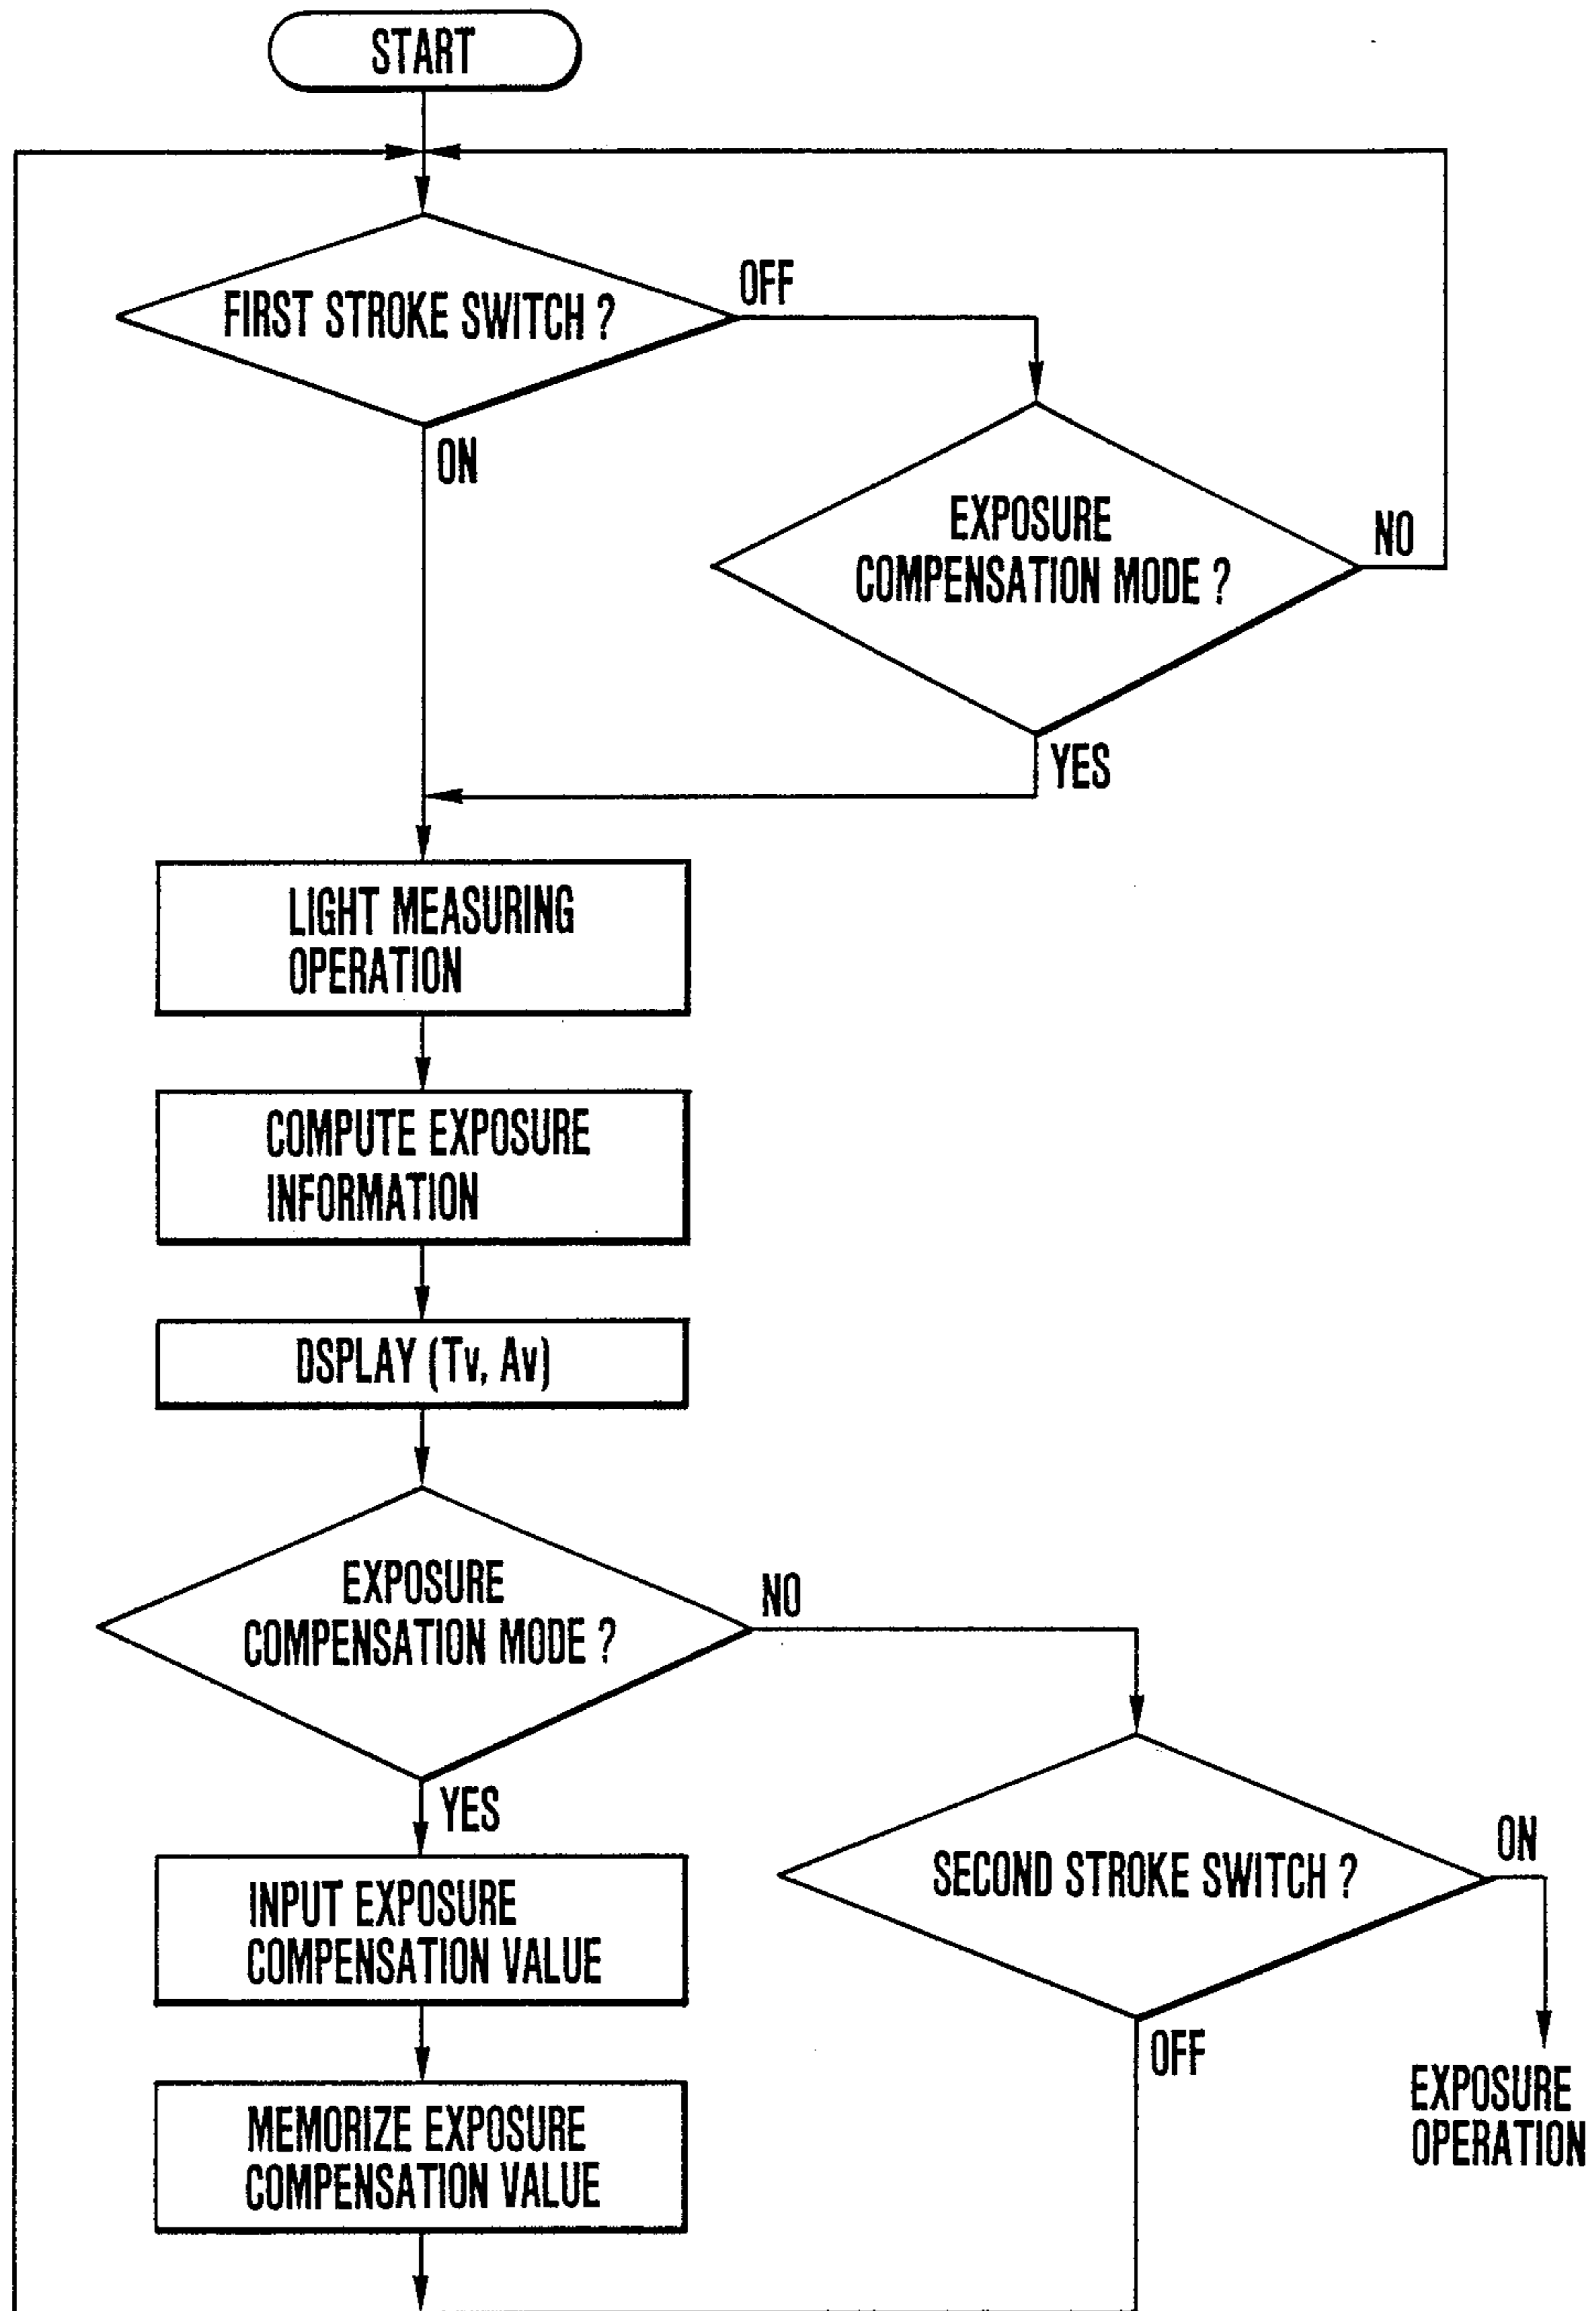 START
FIRST STROKE SWITCH ?
OFF
ON
EXPOSURE
COMPENSATION MODE ?
NO
YES
LIGHT MEASURING
OPERATION
COMPUTE EXPOSURE
INFORMATION
DSPLAY (Tv, Av)
EXPOSURE
COMPENSATION MODE ?
NO
YES
SECOND STROKE SWITCH ?
ON
OFF
INPUT EXPOSURE
COMPENSATION VALUE
EXPOSURE
OPERATION
MEMORIZE EXPOSURE
COMPENSATION VALUE